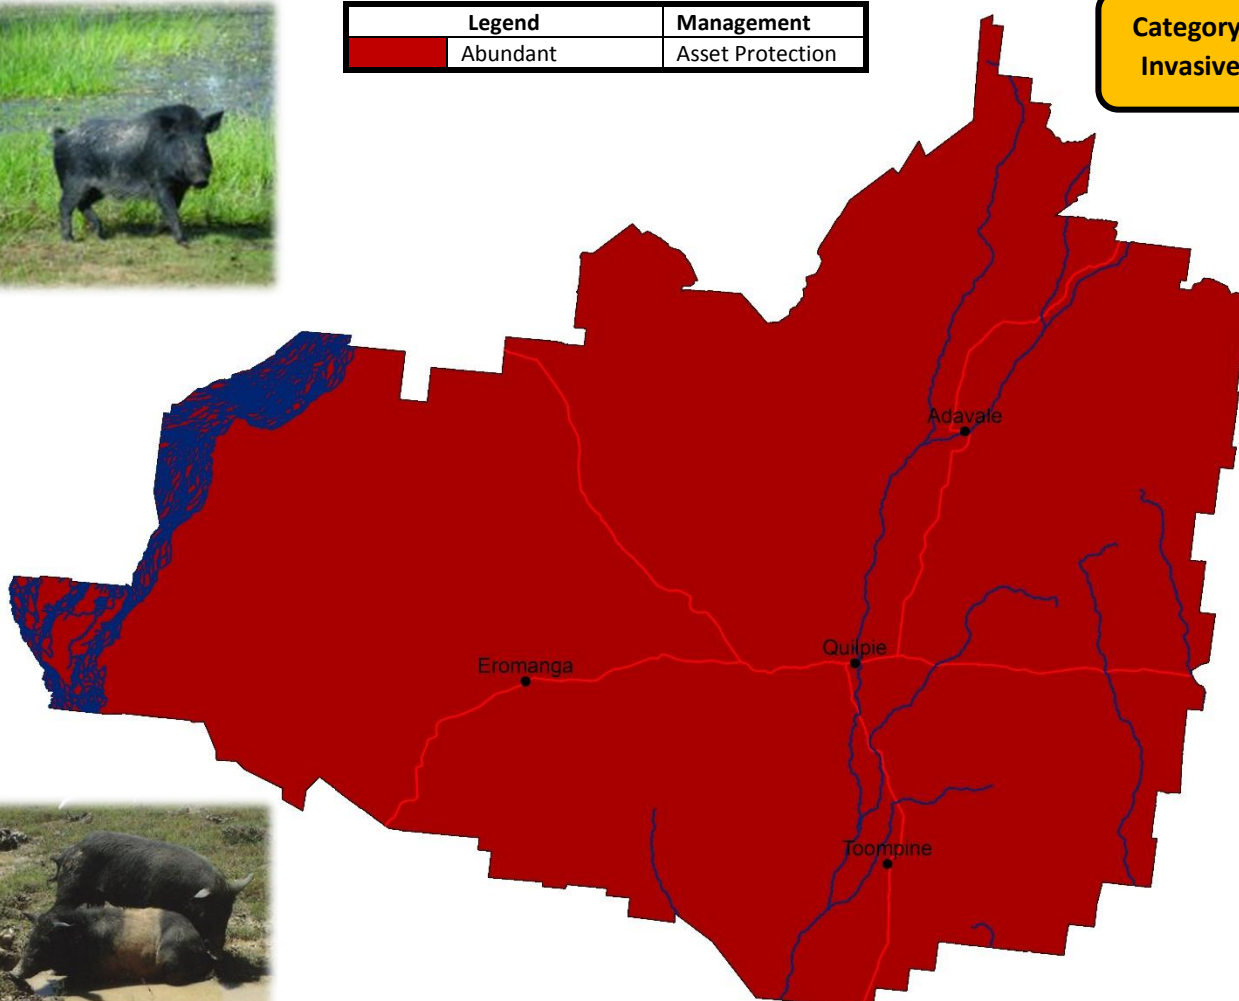 Legend Management
Abundant Asset Protection
Category
Invasive
Adavale
Quilpie
Eromanga
Toompine